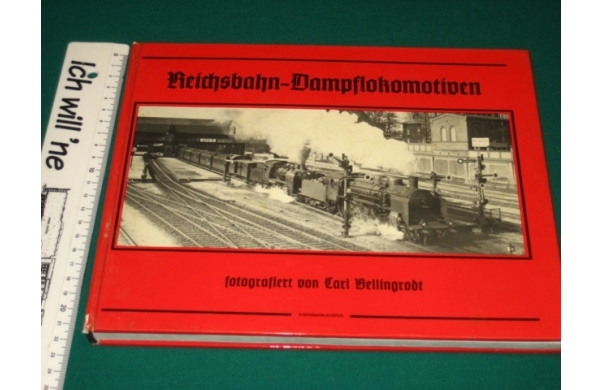 Reichsbahn-Dampflokomotiven
fotografiert von Carl Bellingrodt
Ich will 'ne